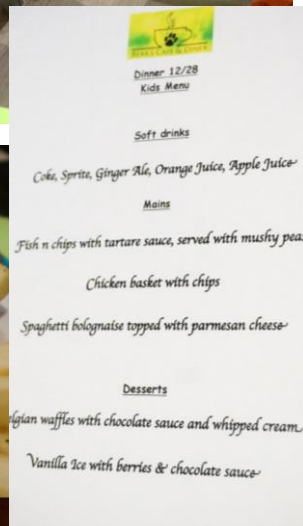 Dinner 12/28
Kids Menu
Soft drinks
Coke, Sprite, Ginger Ale, Orange Juice, Apple Juice
Mains
Fish n chips with tartare sauce, served with mushy peas
Chicken basket with chips
Spaghetti bolognaise topped with parmesan cheese
Desserts
lgian waffles with chocolate sauce and whipped cream
Vanilla Ice with berries & chocolate sauce